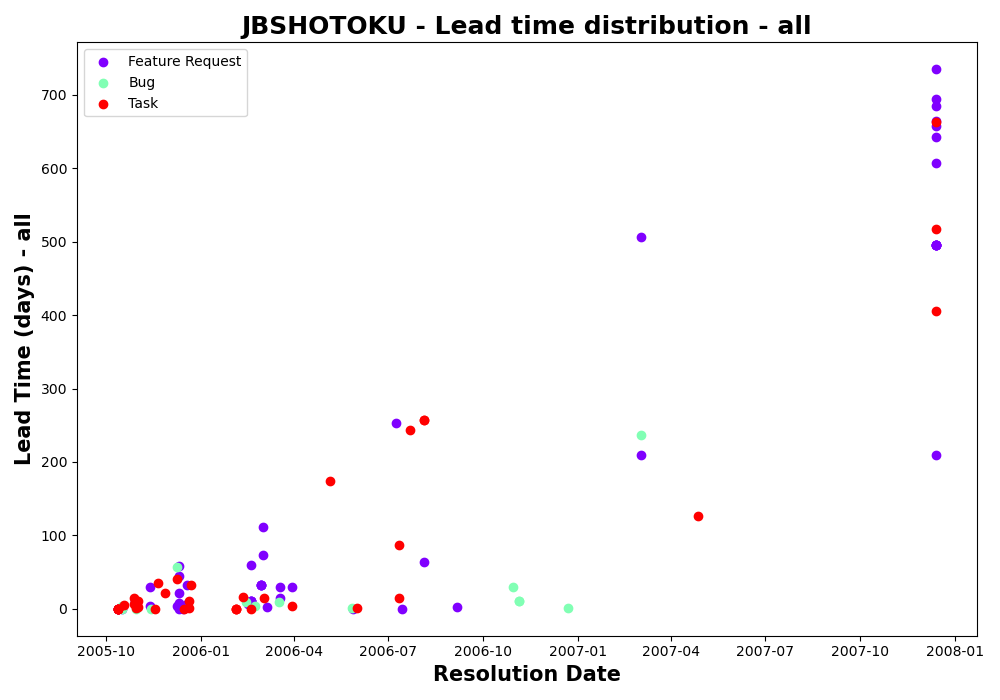 JBSHOTOKU - Lead time distribution - all
Feature Request
Bug
Task
Lead Time (days) - all
700
600
500
400
300
200
100
0
2005-10 2006-01 2006-04 2006-07 2006-10 2007-01 2007-04 2007-07 2007-10 2008-01
Resolution Date